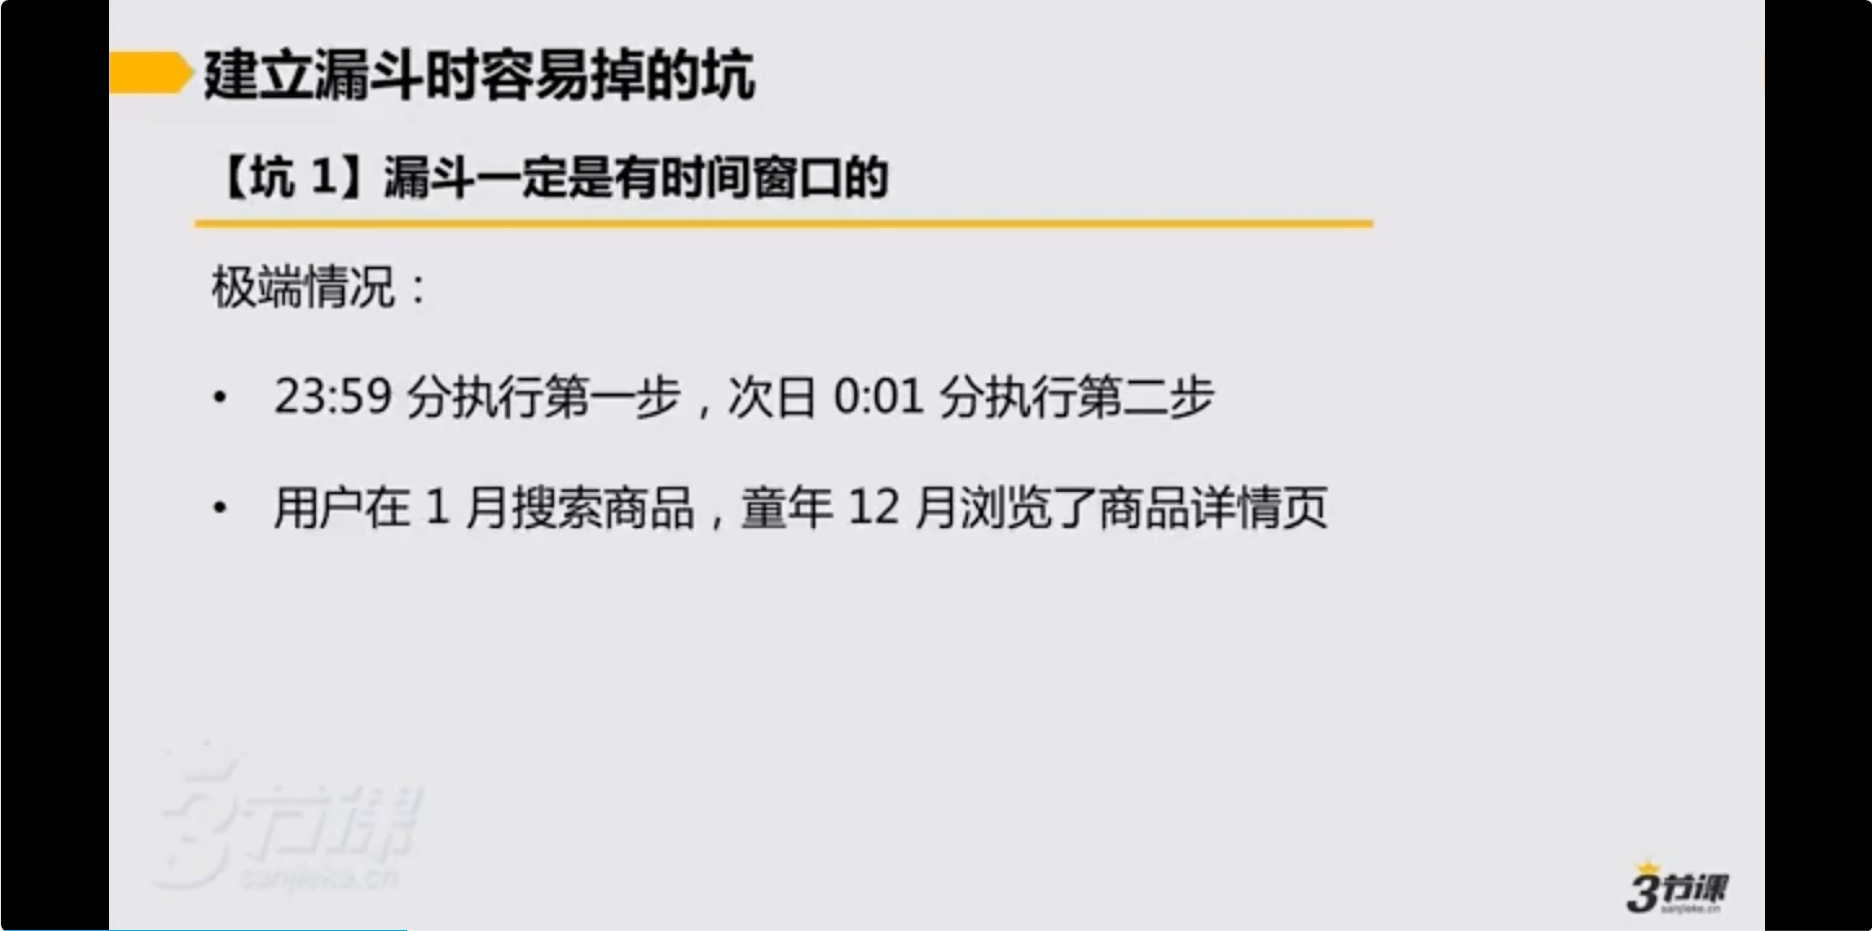 建立漏斗时容易掉的坑
【坑 1】漏斗一定是有时间窗口的
极端情况：
• 23:59 分执行第一步，次日 0:01 分执行第二步
• 用户在 1 月搜索商品，童年 12 月浏览了商品详情页
3节课
sanjieke.cn
3节课
sanjieke.cn